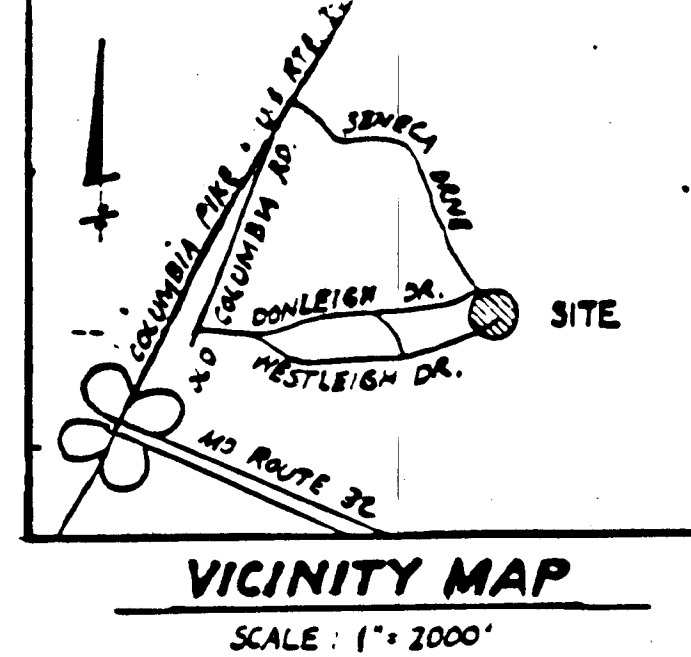 COLUMBIA PIKE • U.S RTE
SENECA DRIVE
COLUMBIA RD.
DONLEIGH DR.
SITE
WESTLEIGH DR.
MD ROUTE 32
VICINITY MAP
SCALE : 1"= 2000'